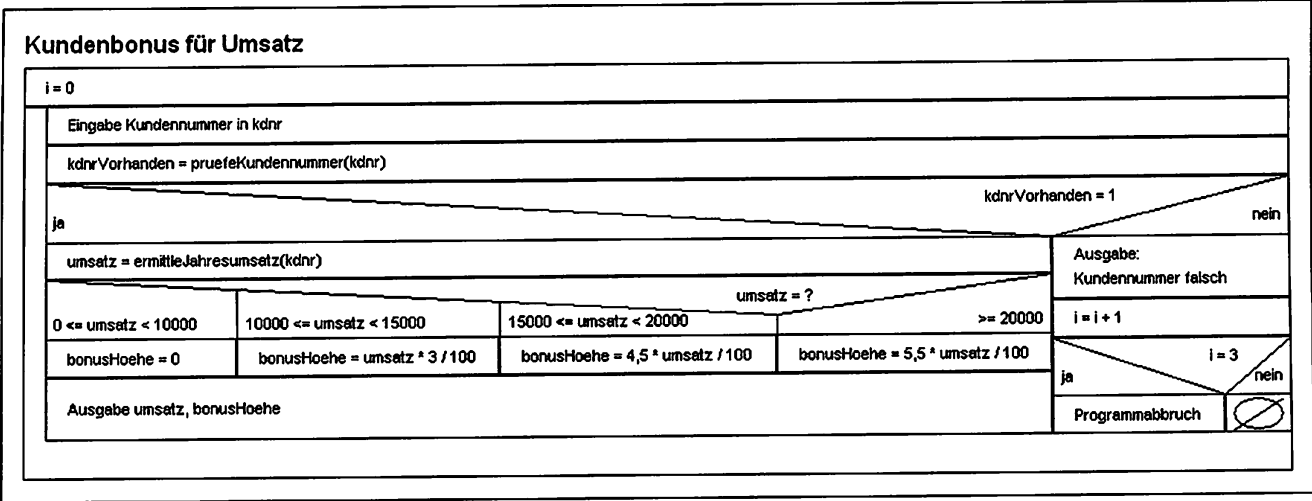 Kundenbonus für Umsatz
i = 0
Eingabe Kundennummer in kdnr
kdnrVorhanden = pruefeKundennummer(kdnr)
kdnrVorhanden = 1
ja
nein
umsatz = ermittleJahresumsatz(kdnr)
umsatz = ?
0 <= umsatz < 10000
10000 <= umsatz < 15000
15000 <= umsatz < 20000
>= 20000
bonusHoehe = 0
bonusHoehe = umsatz * 3 / 100
bonusHoehe = 4,5 * umsatz / 100
bonusHoehe = 5,5 * umsatz / 100
Ausgabe umsatz, bonusHoehe
Ausgabe:
Kundennummer falsch
i = i + 1
i = 3
ja
nein
Programmabbruch